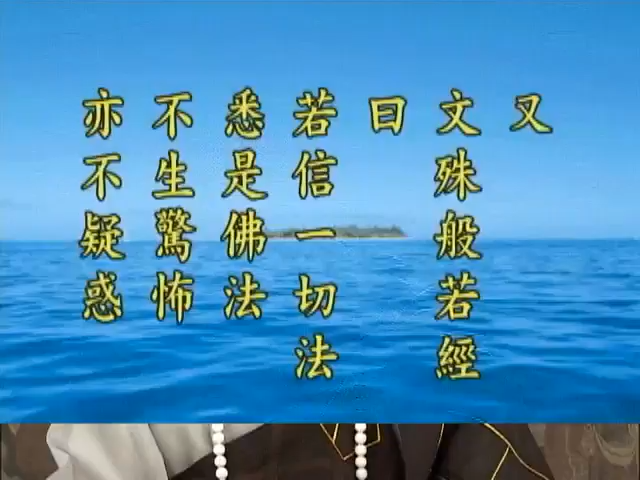 又
文殊般若經
曰
若信一切法
悉是佛法
不生驚怖
亦不疑惑